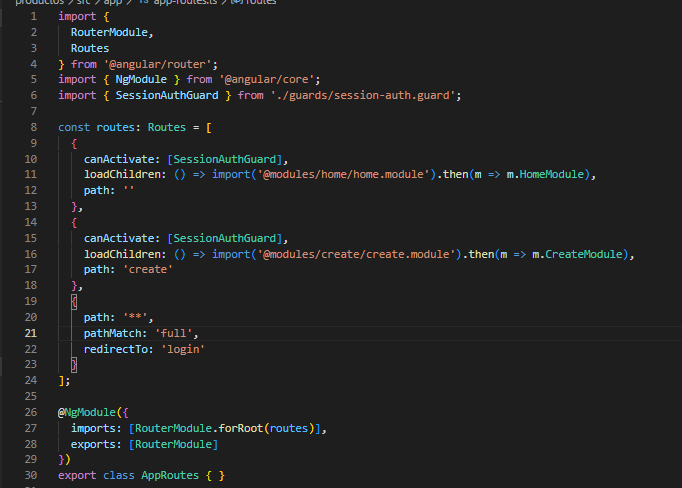 productos > src > app > TS app-routes.ts > routes
1 import {
2 RouterModule,
3 Routes
4 } from '@angular/router';
5 import { NgModule } from '@angular/core';
6 import { SessionAuthGuard } from './guards/session-auth.guard';
7
8 const routes: Routes = [
9 {
10 canActivate: [SessionAuthGuard],
11 loadChildren: () => import('@modules/home/home.module').then(m => m.HomeModule),
12 path: ''
13 },
14 {
15 canActivate: [SessionAuthGuard],
16 loadChildren: () => import('@modules/create/create.module').then(m => m.CreateModule),
17 path: 'create'
18 },
19 {
20 path: '**',
21 pathMatch: 'full',
22 redirectTo: 'login'
23 }
24 ];
25
26 @NgModule({
27 imports: [RouterModule.forRoot(routes)],
28 exports: [RouterModule]
29 })
30 export class AppRoutes { }